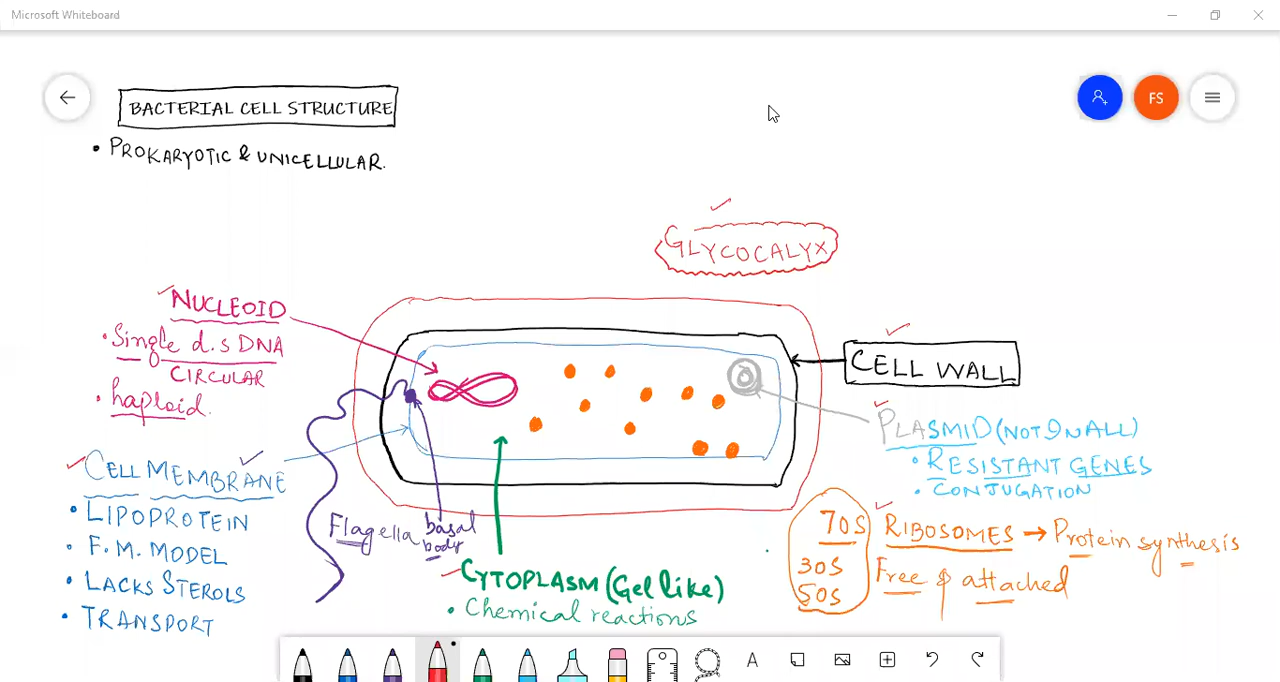 Microsoft Whiteboard
BACTERIAL CELL STRUCTURE
• PROKARYOTIC & UNICELLULAR.
FS
GLYCOCALYX
NUCLEOID
• Single d.s DNA
CIRCULAR
• haploid.
CELL WALL
PLASMID (NOT IN ALL)
• RESISTANT GENES
• CONJUGATION
CELL MEMBRANE
• LIPOPROTEIN
• F.M. MODEL
• LACKS STEROLS
• TRANSPORT
Flagella basal
body
CYTOPLASM (Gel like)
• Chemical reactions
70S
30S
50S
RIBOSOMES → Protein synthesis
Free & attached
A